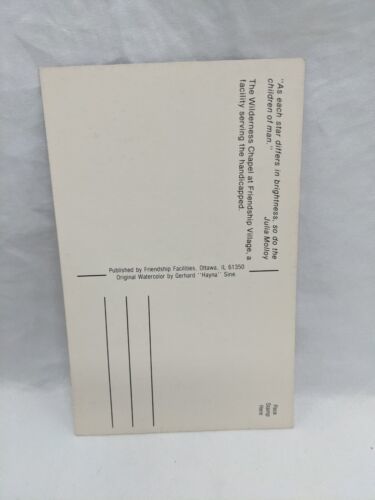 "As each star differs in brightness, so do the
children of man."
Julia Molloy
The Wilderness Chapel at Friendship Village, a
facility serving the handicapped.
Published by Friendship Facilities, Ottawa, IL 61350
Original Watercolor by Gerhard "Hayna" Sine.
Place
Stamp
Here